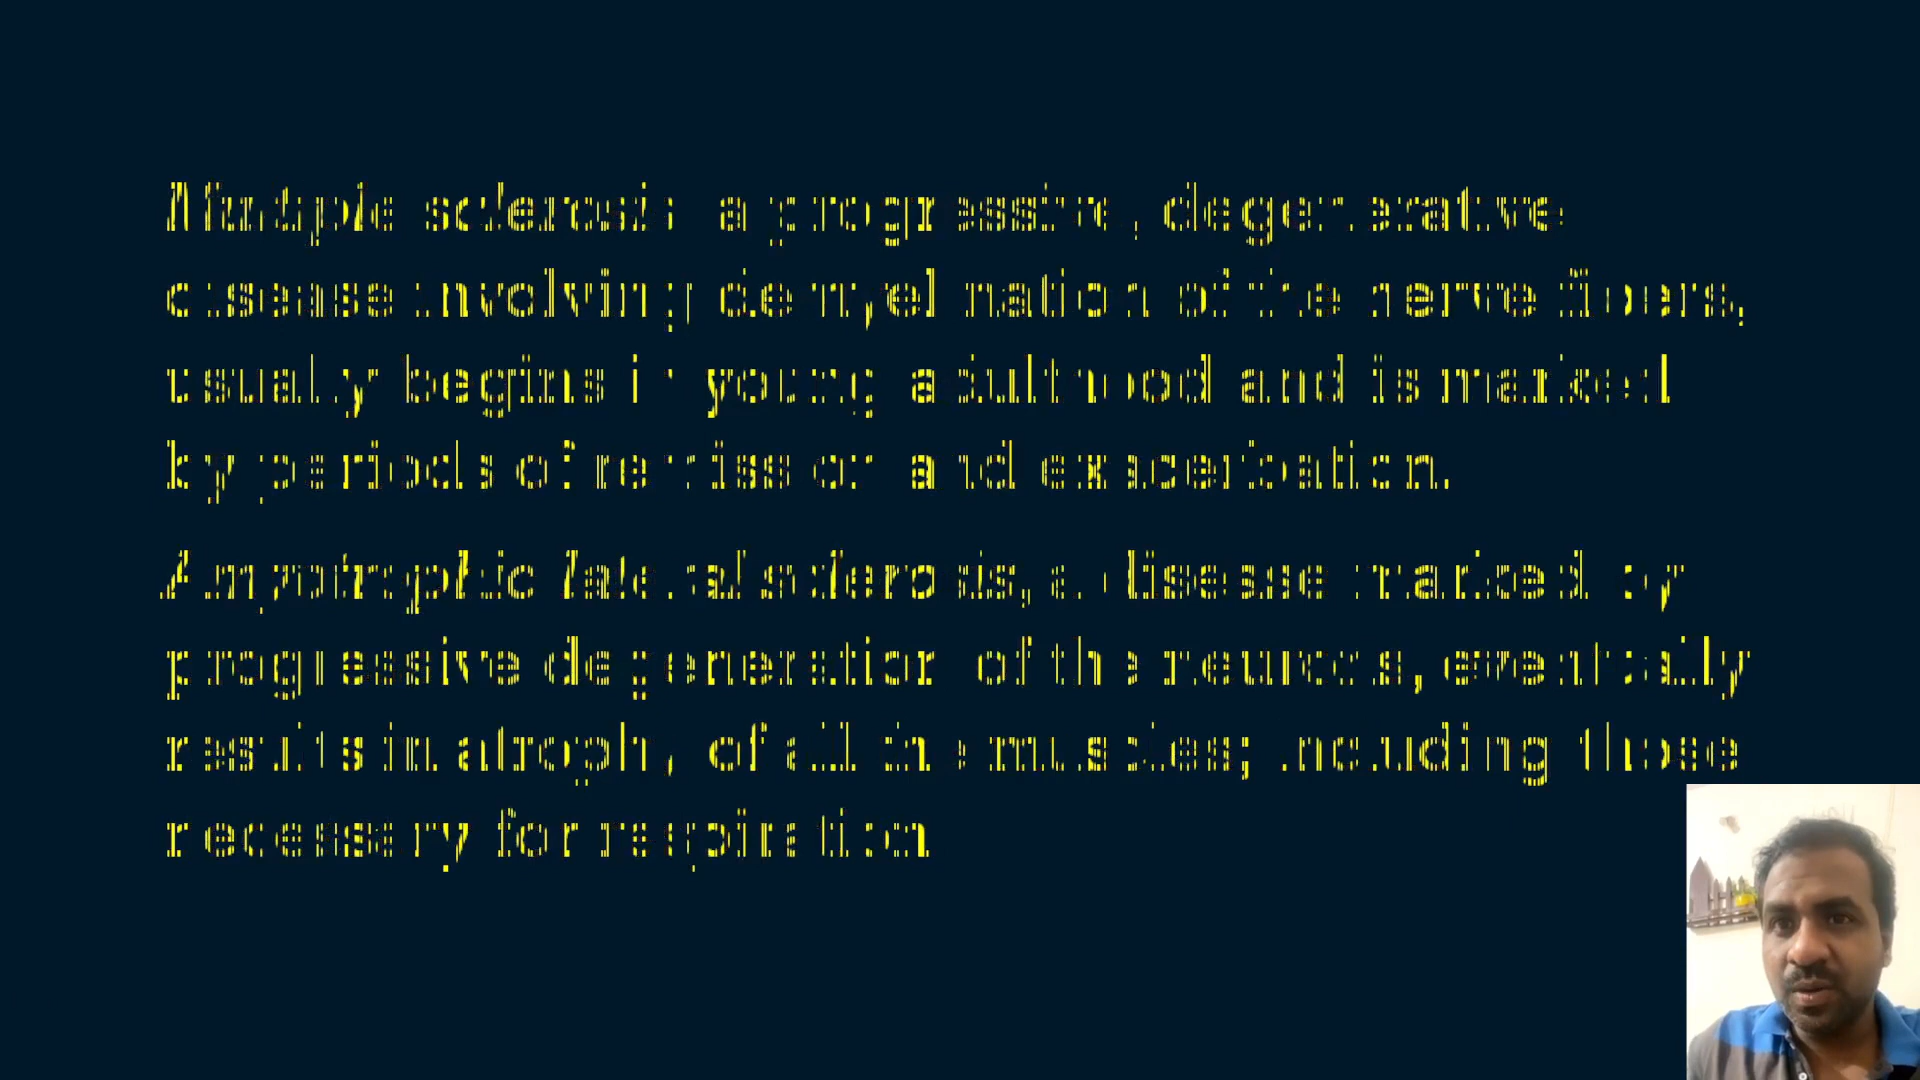 Multiple sclerosis a progressive, degenerative
disease involving demyelination of the nerve fibers,
usually begins in young adulthood and is marked
by periods of remission and exacerbation.
Amyotrophic lateral sclerosis, a disease marked by
progressive degeneration of the neurons, eventually
results in atrophy of all the muscles; including those
necessary for respiration